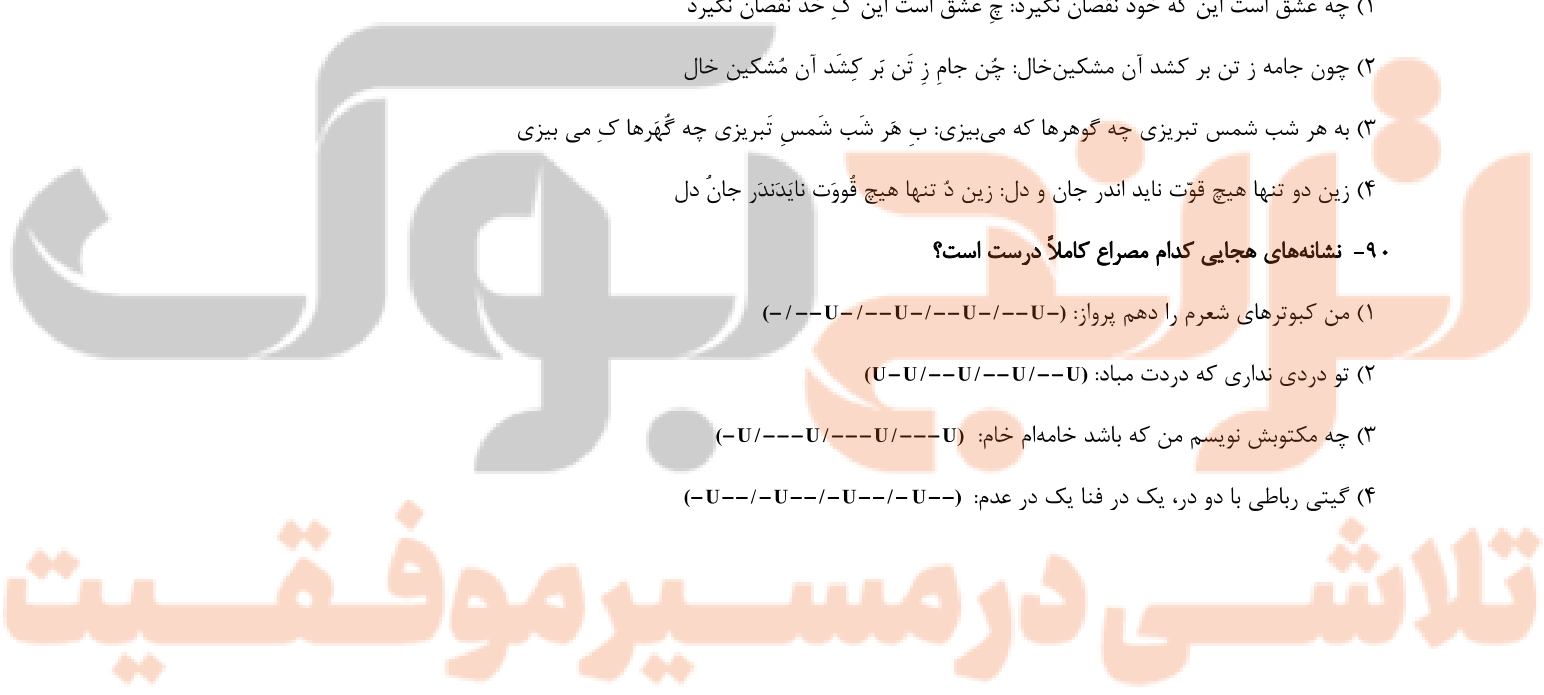 ۱) چه عشق است این که خود نقصان نگیرد: چِ عشق است این کِ خُد نقصان نگیرد
۲) چون جامه ز تن بر کشد آن مشکین‌خال: چُن جامِ زِ تَن بَر کِشَد آن مُشکین خال
۳) به هر شب شمس تبریزی چه گوهرها که می‌بیزی: بِ هَر شَب شَمسِ تَبریزی چه گُهَرها کِ می بیزی
۴) زین دو تنها هیچ قوّت ناید اندر جان و دل: زین دُ تنها هیچ قُووَت نایَدَندَر جانُ دل
۹۰- نشانه‌های هجایی کدام مصراع کاملاً درست است؟
۱) من کبوترهای شعرم را دهم پرواز: (–U––/–U––/–U––/–)
۲) تو دردی نداری که دردت مباد: (U––/U––/U––/U–U)
۳) چه مکتوبش نویسم من که باشد خامه‌ام خام: (U–––/U–––/U–––/U–)
۴) گیتی رباطی با دو در، یک در فنا یک در عدم: (––U–/––U–/––U–/––U–)
تورنج بوک
تلاشی در مسیر موفقیت